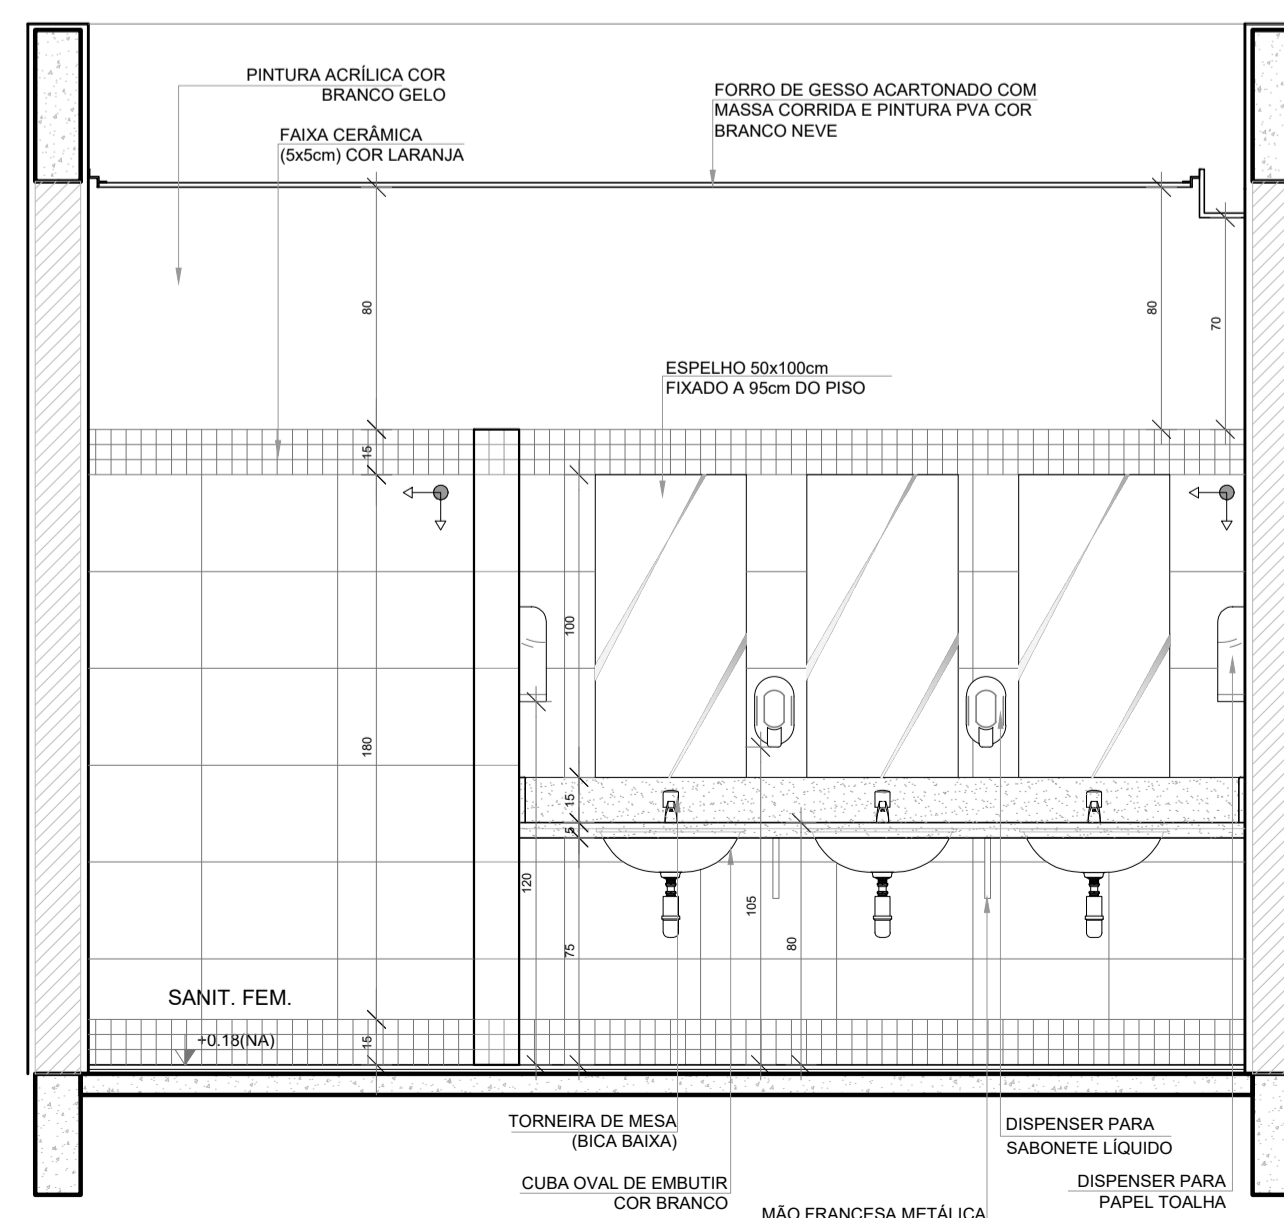 PINTURA ACRÍLICA COR
BRANCO GELO
FORRO DE GESSO ACARTONADO COM
MASSA CORRIDA E PINTURA PVA COR
BRANCO NEVE
FAIXA CERÂMICA
(5x5cm) COR LARANJA
80
80
70
ESPELHO 50x100cm
FIXADO A 95cm DO PISO
15
100
180
15
5
120
105
80
75
SANIT. FEM.
+0.18(NA)
15
TORNEIRA DE MESA
(BICA BAIXA)
DISPENSER PARA
SABONETE LÍQUIDO
CUBA OVAL DE EMBUTIR
COR BRANCO
DISPENSER PARA
PAPEL TOALHA
MÃO FRANCESA METÁLICA